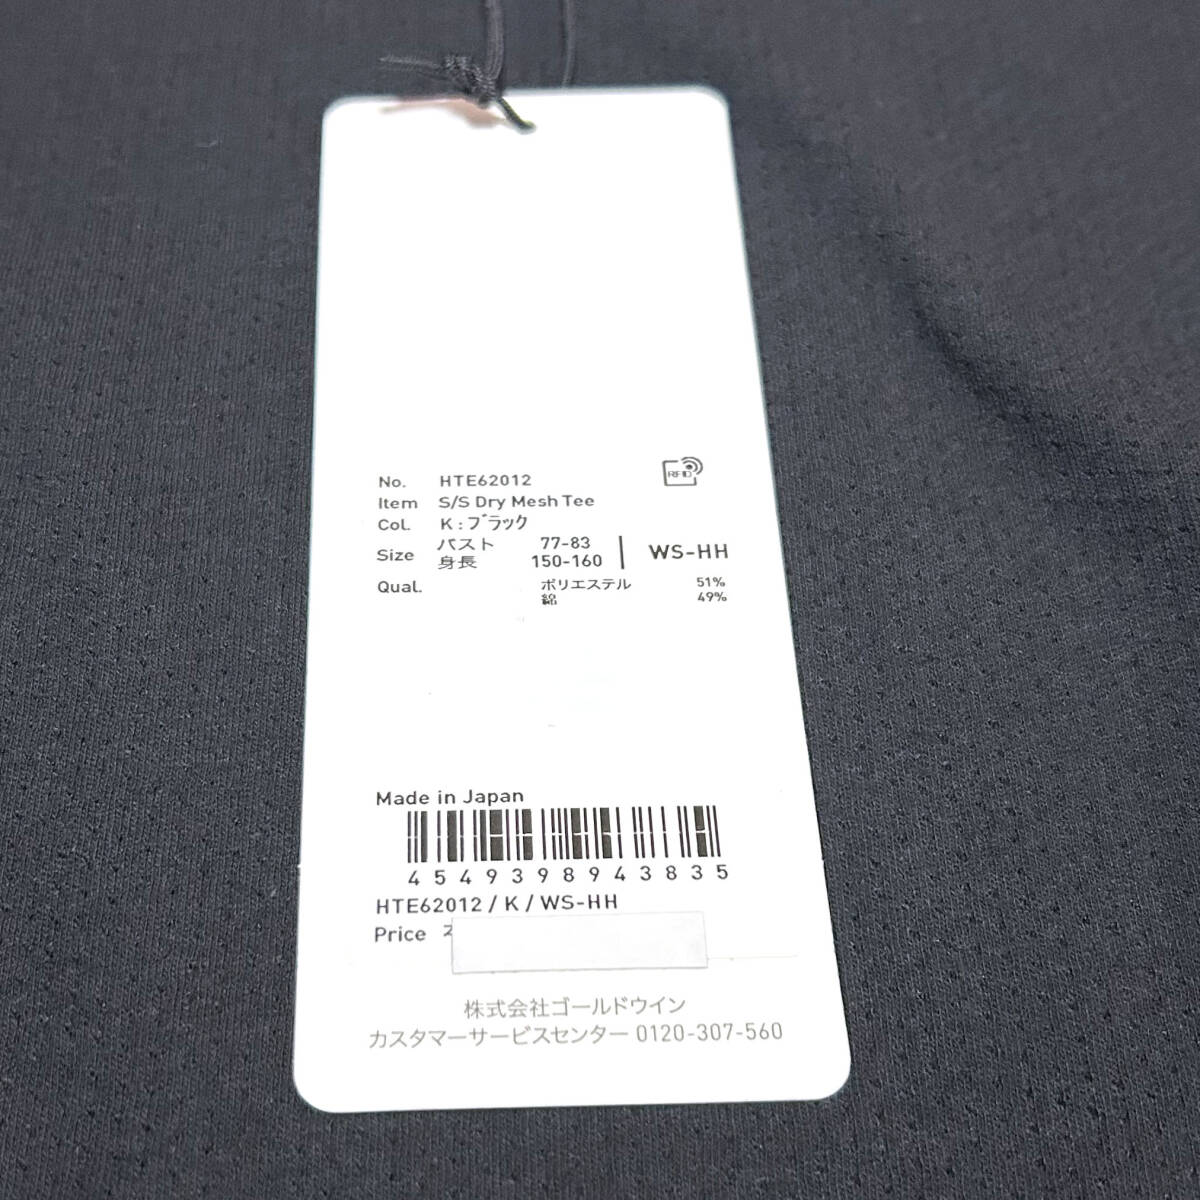 No. HTE62012
RFID
Item S/S Dry Mesh Tee
Col. K:ブラック
Size バスト 77-83
身長 150-160
WS-HH
Qual. ポリエステル 51%
綿 49%
Made in Japan
4549398943835
HTE62012 / K / WS-HH
Price
株式会社ゴールドウイン
カスタマーサービスセンター 0120-307-560